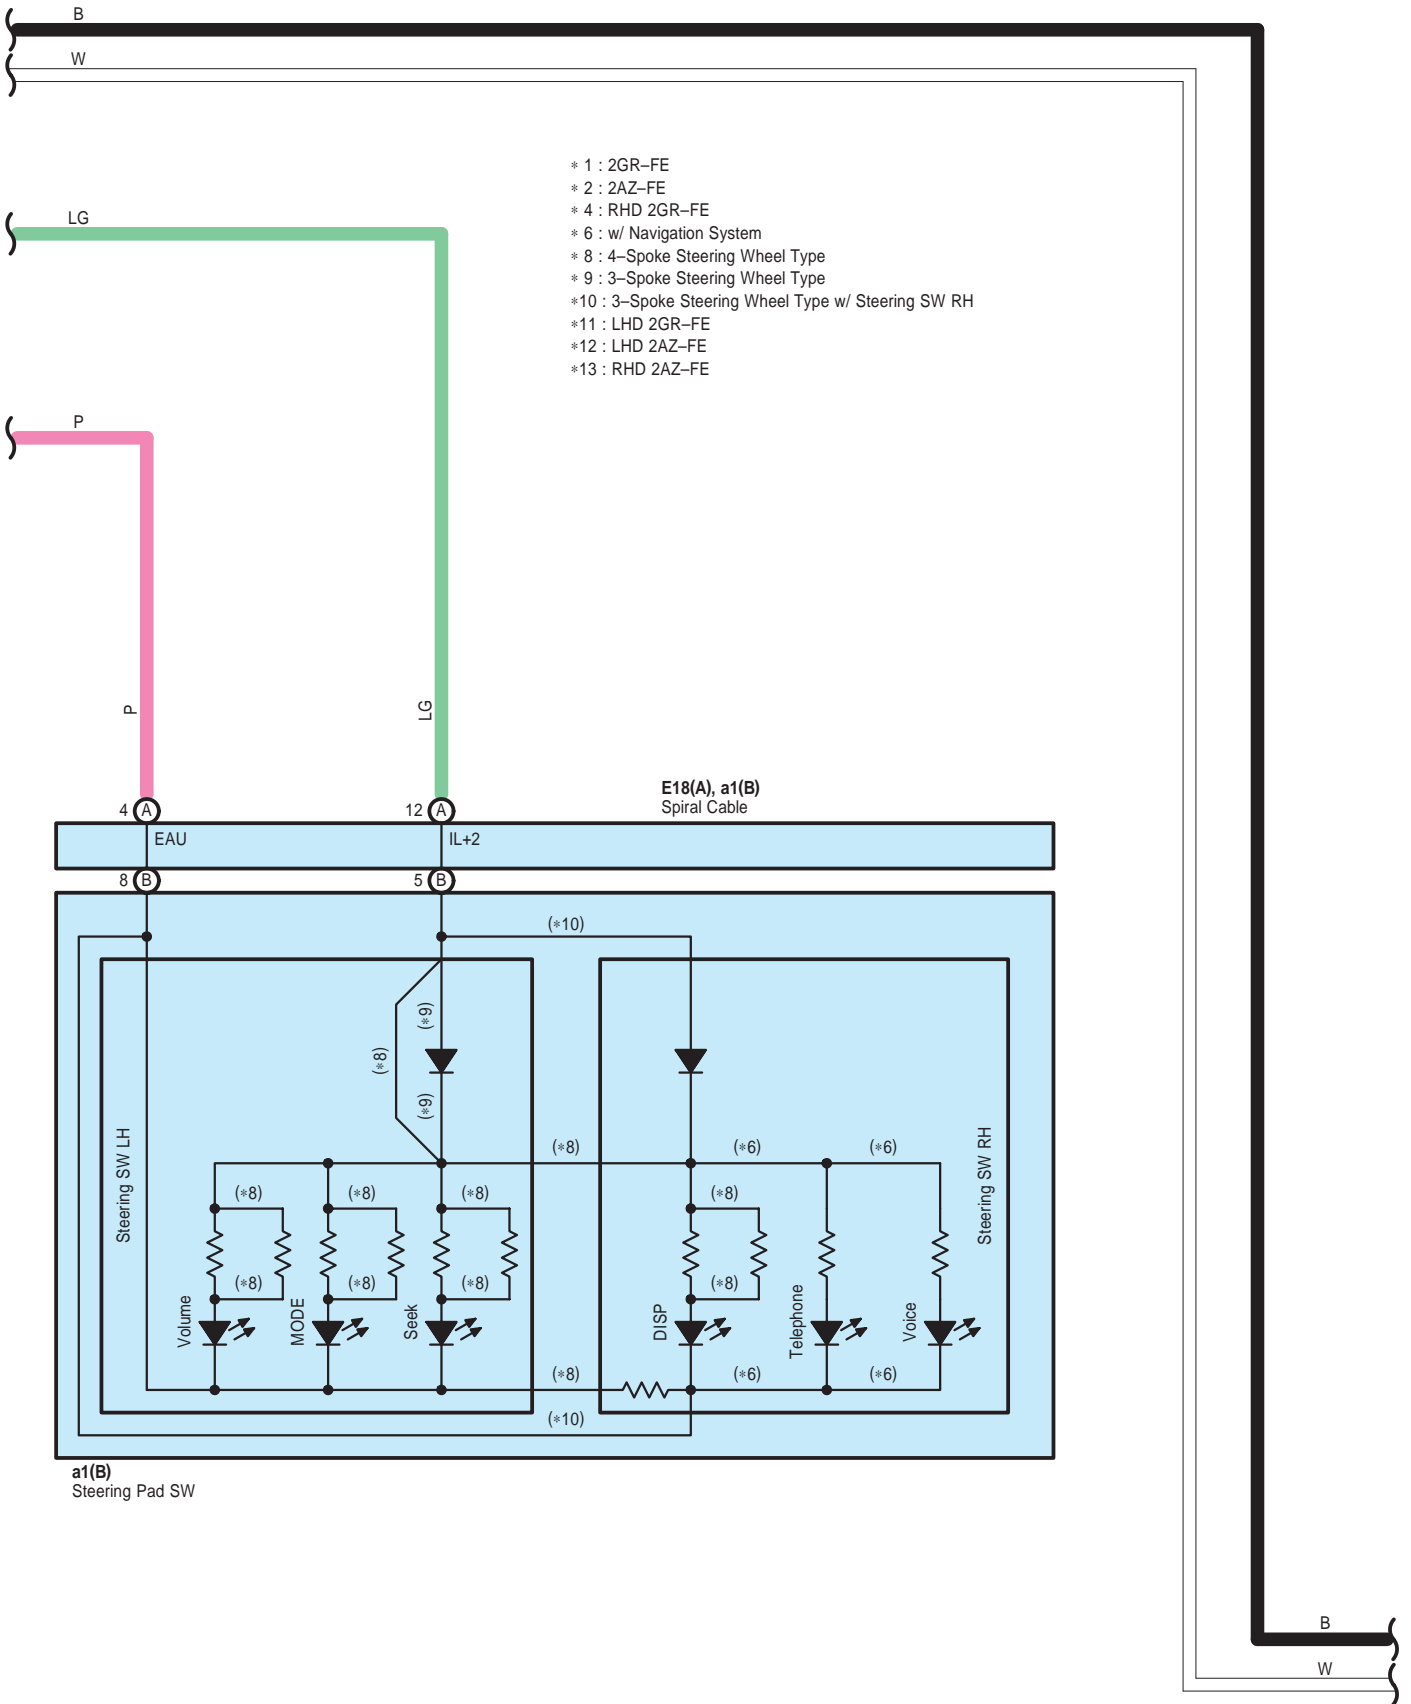 B
W
∗ 1 : 2GR–FE
∗ 2 : 2AZ–FE
∗ 4 : RHD 2GR–FE
∗ 6 : w/ Navigation System
∗ 8 : 4–Spoke Steering Wheel Type
∗ 9 : 3–Spoke Steering Wheel Type
∗10 : 3–Spoke Steering Wheel Type w/ Steering SW RH
∗11 : LHD 2GR–FE
∗12 : LHD 2AZ–FE
∗13 : RHD 2AZ–FE
LG
P
P
LG
E18(A), a1(B)
Spiral Cable
4 A
12 A
EAU
IL+2
8 B
5 B
(∗10)
(∗9)
(∗8)
(∗9)
Steering SW LH
Steering SW RH
(∗8)
(∗6)
(∗6)
(∗8)
(∗8)
(∗8)
(∗8)
(∗8)
(∗8)
(∗8)
(∗8)
Volume
MODE
Seek
DISP
Telephone
Voice
(∗8)
(∗6)
(∗6)
(∗10)
a1(B)
Steering Pad SW
B
W